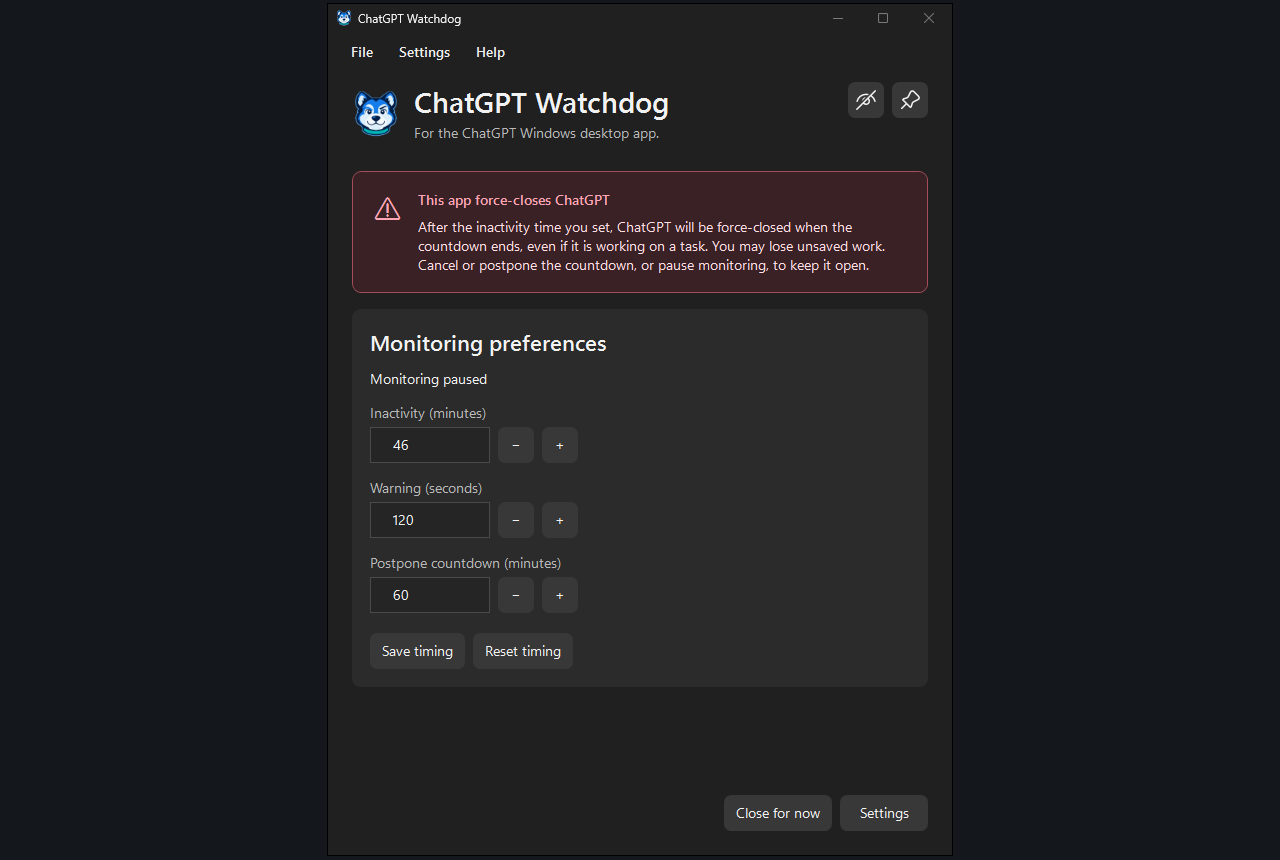 ChatGPT Watchdog
File Settings Help
ChatGPT Watchdog
For the ChatGPT Windows desktop app.
This app force-closes ChatGPT
After the inactivity time you set, ChatGPT will be force-closed when the
countdown ends, even if it is working on a task. You may lose unsaved work.
Cancel or postpone the countdown, or pause monitoring, to keep it open.
Monitoring preferences
Monitoring paused
Inactivity (minutes)
46 − +
Warning (seconds)
120 − +
Postpone countdown (minutes)
60 − +
Save timing Reset timing
Close for now Settings